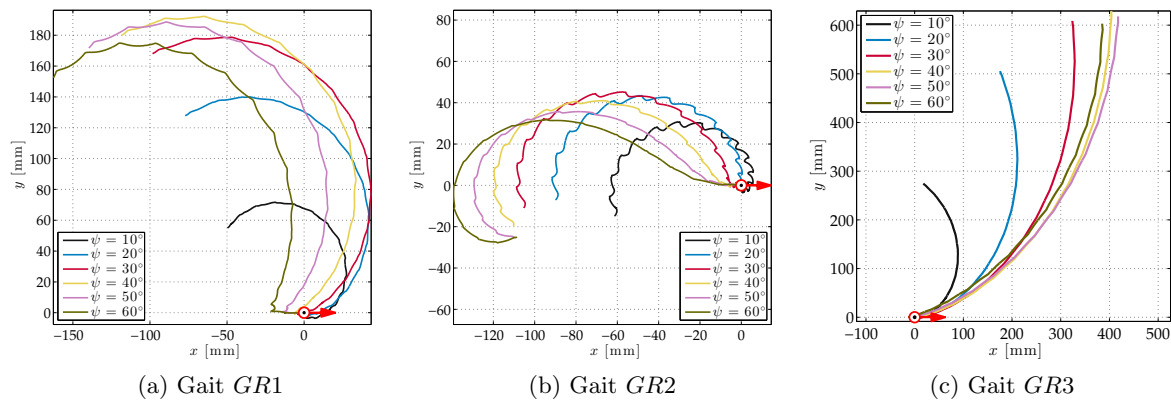 180
160
140
120
100
80
60
40
20
0
y [mm]
−150 −100 −50 0
x [mm]
ψ = 10°
ψ = 20°
ψ = 30°
ψ = 40°
ψ = 50°
ψ = 60°
(a) Gait GR1
80
60
40
20
0
−20
−40
−60
y [mm]
−120 −100 −80 −60 −40 −20 0
x [mm]
ψ = 10°
ψ = 20°
ψ = 30°
ψ = 40°
ψ = 50°
ψ = 60°
(b) Gait GR2
600
500
400
300
200
100
0
y [mm]
−100 0 100 200 300 400 500
x [mm]
ψ = 10°
ψ = 20°
ψ = 30°
ψ = 40°
ψ = 50°
ψ = 60°
(c) Gait GR3